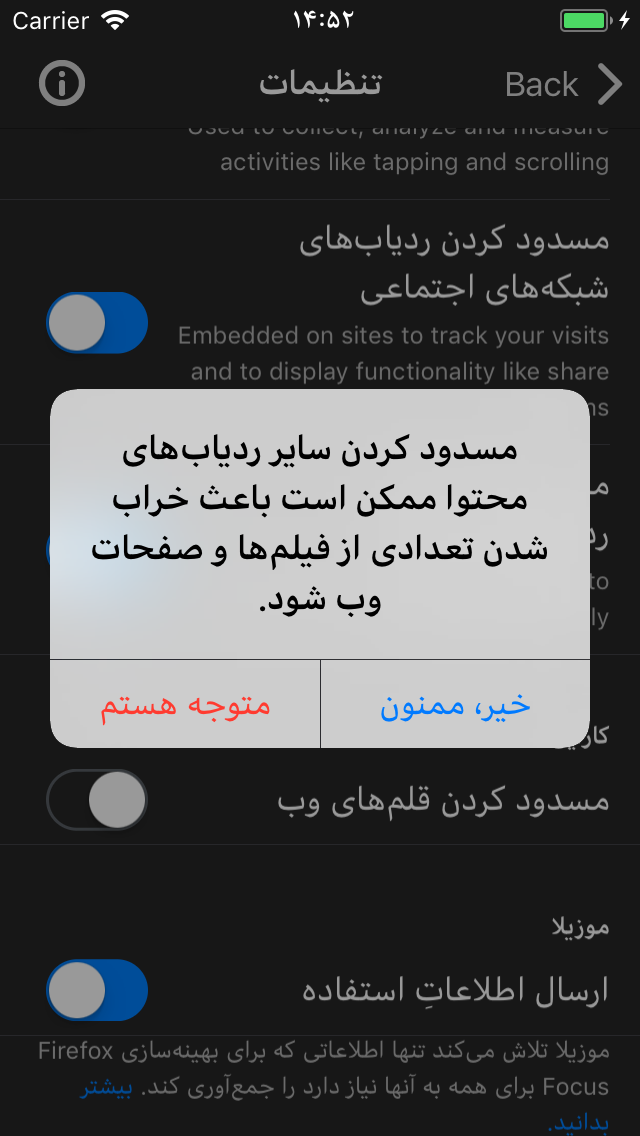 Carrier
۱۴:۵۲
Back
تنظیمات
Used to collect, analyze and measure
activities like tapping and scrolling
مسدود کردن ردیاب‌های
شبکه‌های اجتماعی
Embedded on sites to track your visits
and to display functionality like share
مسدود کردن سایر ردیاب‌های
محتوا ممکن است باعث خراب
شدن تعدادی از فیلم‌ها و صفحات
وب شود.
خیر، ممنون
متوجه هستم
مسدود کردن قلم‌های وب
موزیلا
ارسال اطلاعاتِ استفاده
موزیلا تلاش می‌کند تنها اطلاعاتی که برای بهینه‌سازی Firefox
Focus برای همه به آنها نیاز دارد را جمع‌آوری کند. بیشتر
بدانید.